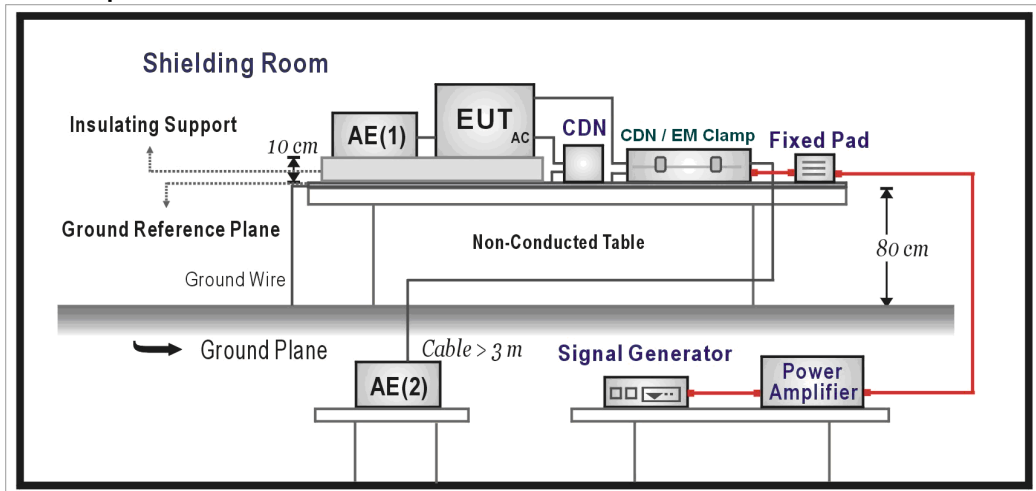 Shielding Room
Insulating Support
10 cm
AE(1)
EUT
AC
CDN
CDN / EM Clamp
Fixed Pad
Ground Reference Plane
Non-Conducted Table
80 cm
Ground Wire
Ground Plane
Cable > 3 m
AE(2)
Signal Generator
Power
Amplifier